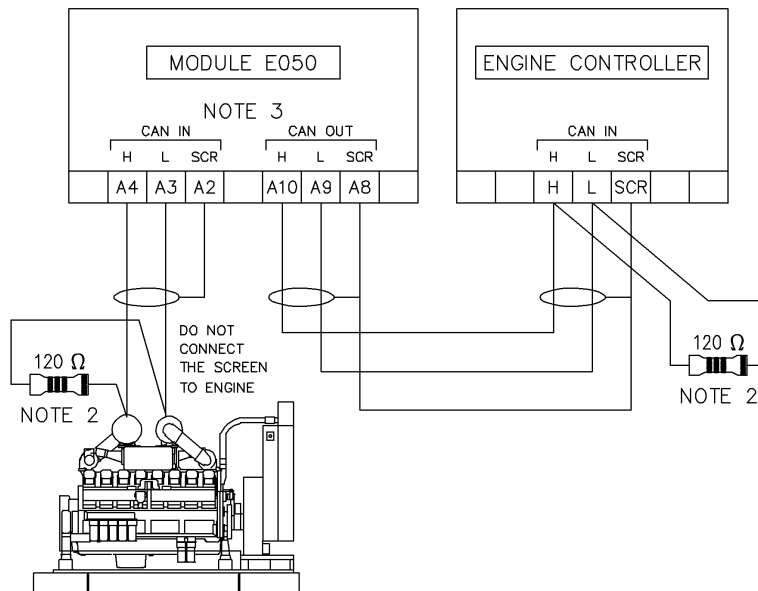 MODULE E050
ENGINE CONTROLLER
NOTE 3
CAN IN
CAN OUT
CAN IN
H L SCR
H L SCR
H L SCR
A4 A3 A2
A10 A9 A8
H L SCR
DO NOT
CONNECT
THE SCREEN
TO ENGINE
120 Ω
NOTE 2
120 Ω
NOTE 2